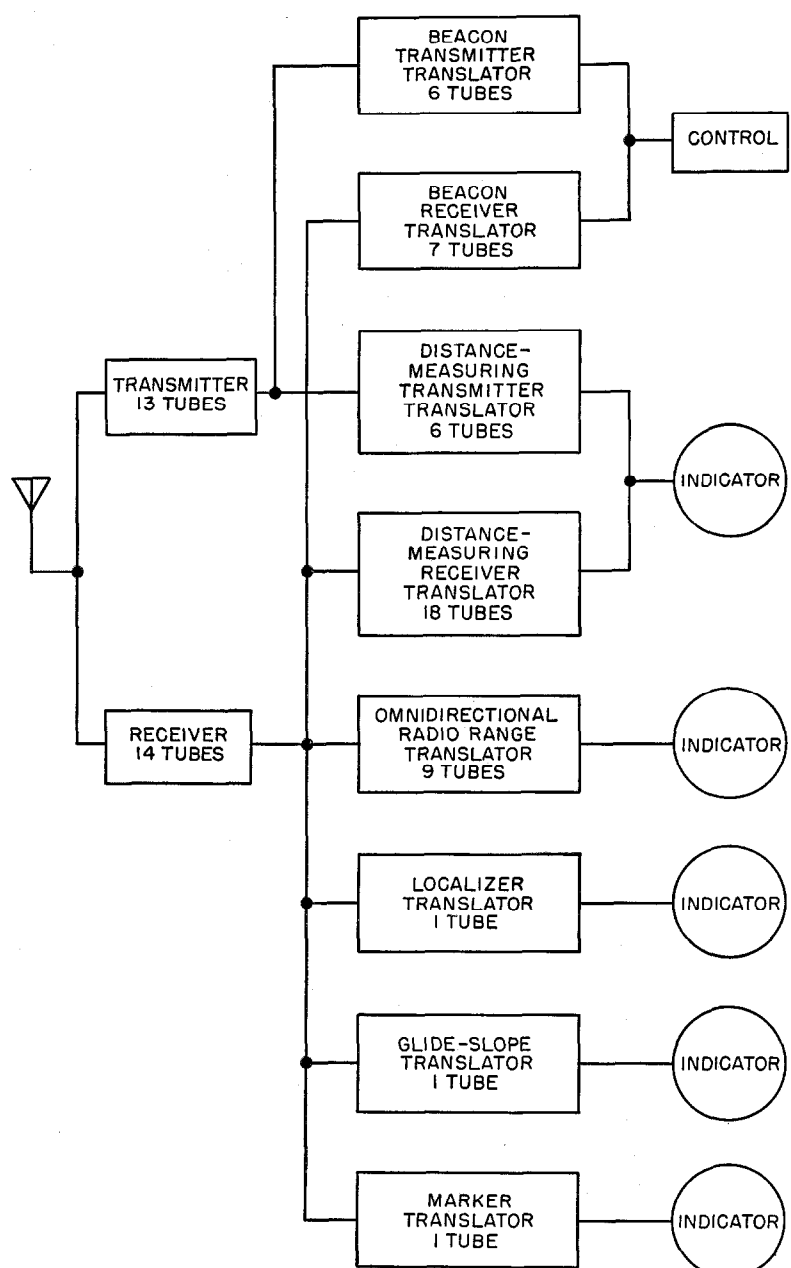 BEACON
TRANSMITTER
TRANSLATOR
6 TUBES
CONTROL
BEACON
RECEIVER
TRANSLATOR
7 TUBES
TRANSMITTER
13 TUBES
DISTANCE-
MEASURING
TRANSMITTER
TRANSLATOR
6 TUBES
INDICATOR
DISTANCE-
MEASURING
RECEIVER
TRANSLATOR
18 TUBES
RECEIVER
14 TUBES
OMNIDIRECTIONAL
RADIO RANGE
TRANSLATOR
9 TUBES
INDICATOR
LOCALIZER
TRANSLATOR
1 TUBE
INDICATOR
GLIDE-SLOPE
TRANSLATOR
1 TUBE
INDICATOR
MARKER
TRANSLATOR
1 TUBE
INDICATOR